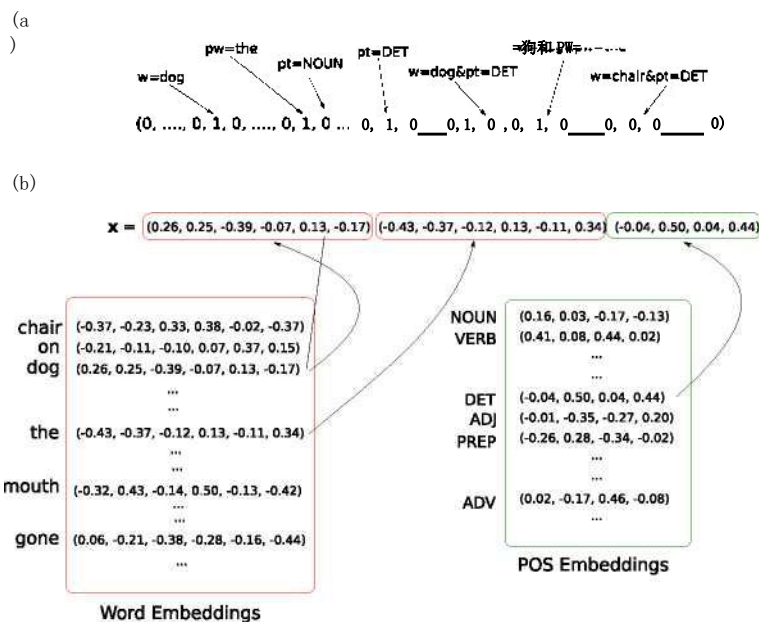 (a
)
pw=the
pt=NOUN
pt=DET
=狗和 PW=
w=dog
w=dog&pt=DET
w=chair&pt=DET
(0, ...., 0, 1, 0, ...., 0, 1, 0 ... 0, 1, 0 0, 1, 0 ,0, 1, 0 0, 0, 0 0)
(b)
x = (0.26, 0.25, -0.39, -0.07, 0.13, -0.17) (-0.43, -0.37, -0.12, 0.13, -0.11, 0.34) (-0.04, 0.50, 0.04, 0.44)
chair (-0.37, -0.23, 0.33, 0.38, -0.02, -0.37)
on (-0.21, -0.11, -0.10, 0.07, 0.37, 0.15)
dog (0.26, 0.25, -0.39, -0.07, 0.13, -0.17)
...
...
the (-0.43, -0.37, -0.12, 0.13, -0.11, 0.34)
...
...
mouth (-0.32, 0.43, -0.14, 0.50, -0.13, -0.42)
...
...
gone (0.06, -0.21, -0.38, -0.28, -0.16, -0.44)
...
Word Embeddings
NOUN (0.16, 0.03, -0.17, -0.13)
VERB (0.41, 0.08, 0.44, 0.02)
...
...
DET (-0.04, 0.50, 0.04, 0.44)
ADJ (-0.01, -0.35, -0.27, 0.20)
PREP (-0.26, 0.28, -0.34, -0.02)
...
...
ADV (0.02, -0.17, 0.46, -0.08)
...
POS Embeddings